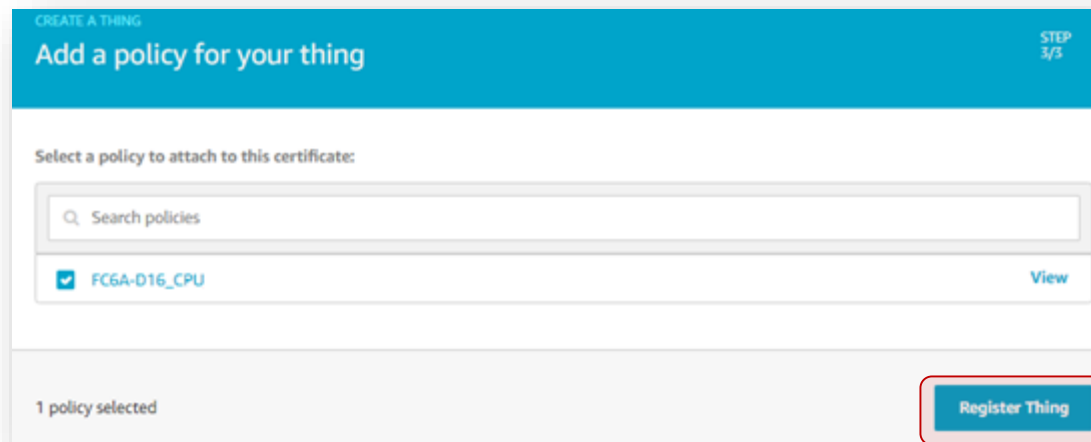 CREATE A THING
Add a policy for your thing
STEP
3/3
Select a policy to attach to this certificate:
Search policies
FC6A-D16_CPU
View
1 policy selected
Register Thing